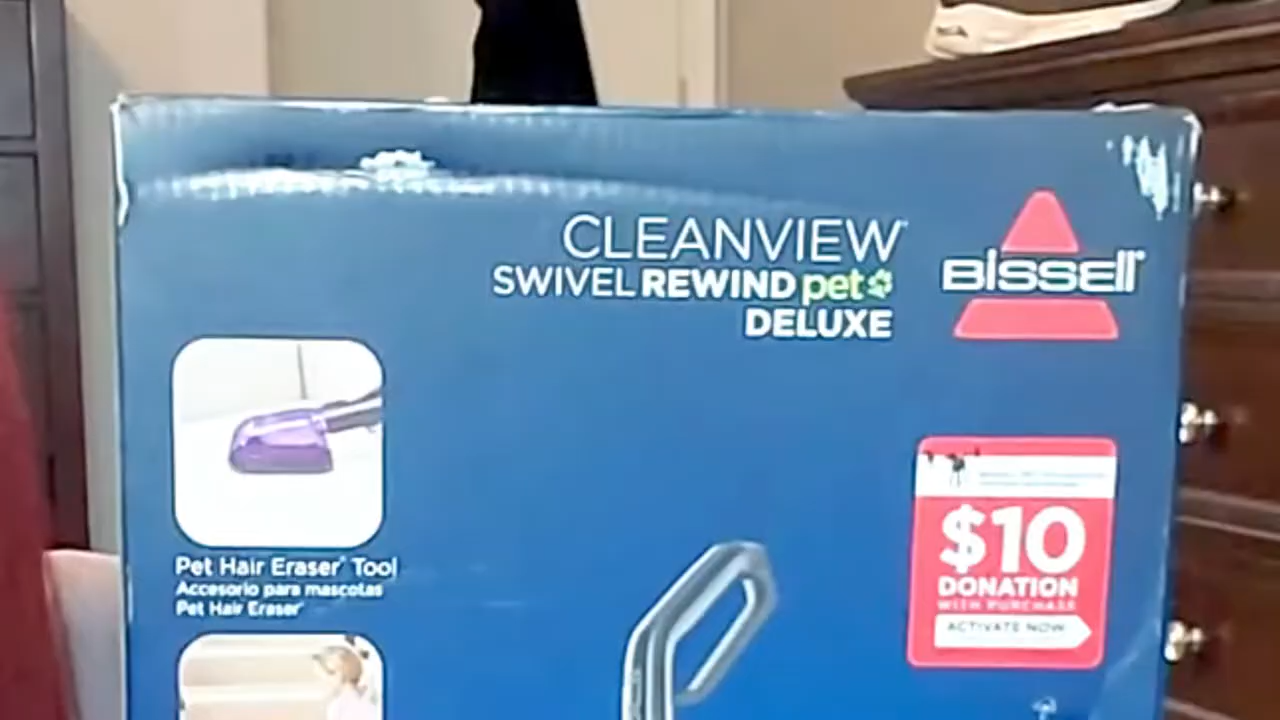 CLEANVIEW
SWIVEL REWIND pet
DELUXE
BISSELL
Pet Hair Eraser® Tool
Accesorio para mascotas
Pet Hair Eraser®
$10
DONATION
WITH PURCHASE
ACTIVATE NOW